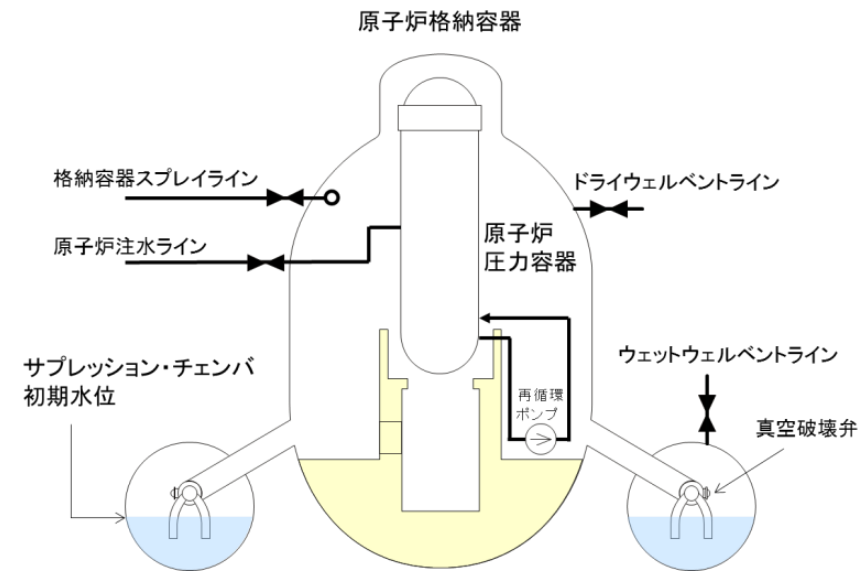 原子炉格納容器
格納容器スプレイライン
ドライウェルベントライン
原子炉注水ライン
原子炉
圧力容器
サプレッション・チェンバ
初期水位
ウェットウェルベントライン
再循環
ポンプ
真空破壊弁